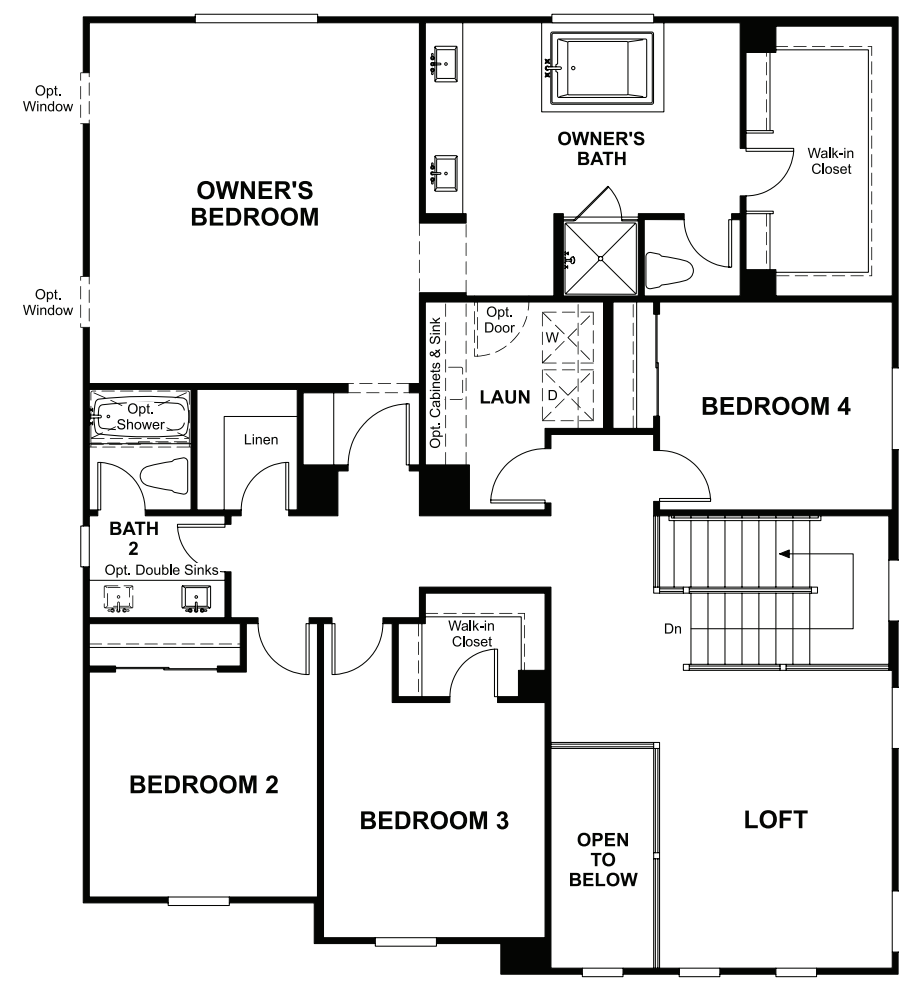 Opt.
Window
OWNER'S
BEDROOM
OWNER'S
BATH
Walk-in
Closet
Opt.
Window
Opt.
Door
Opt. Cabinets & Sink
W
D
LAUN
BEDROOM 4
Opt.
Shower
Linen
BATH
2
Opt. Double Sinks
Dn
Walk-in
Closet
BEDROOM 2
BEDROOM 3
LOFT
OPEN
TO
BELOW